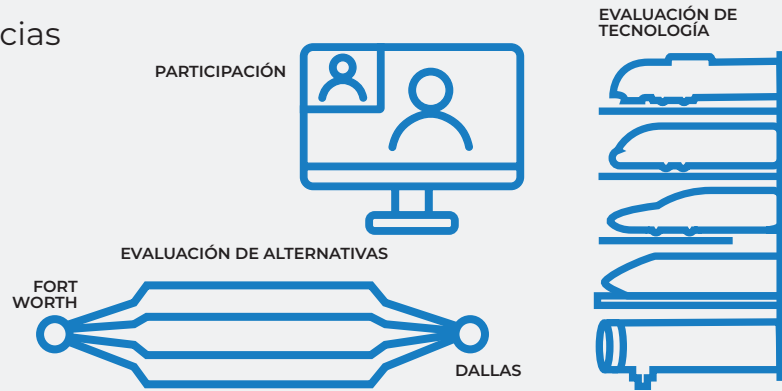 cias
EVALUACIÓN DE
TECNOLOGÍA
PARTICIPACIÓN
EVALUACIÓN DE ALTERNATIVAS
FORT
WORTH
DALLAS